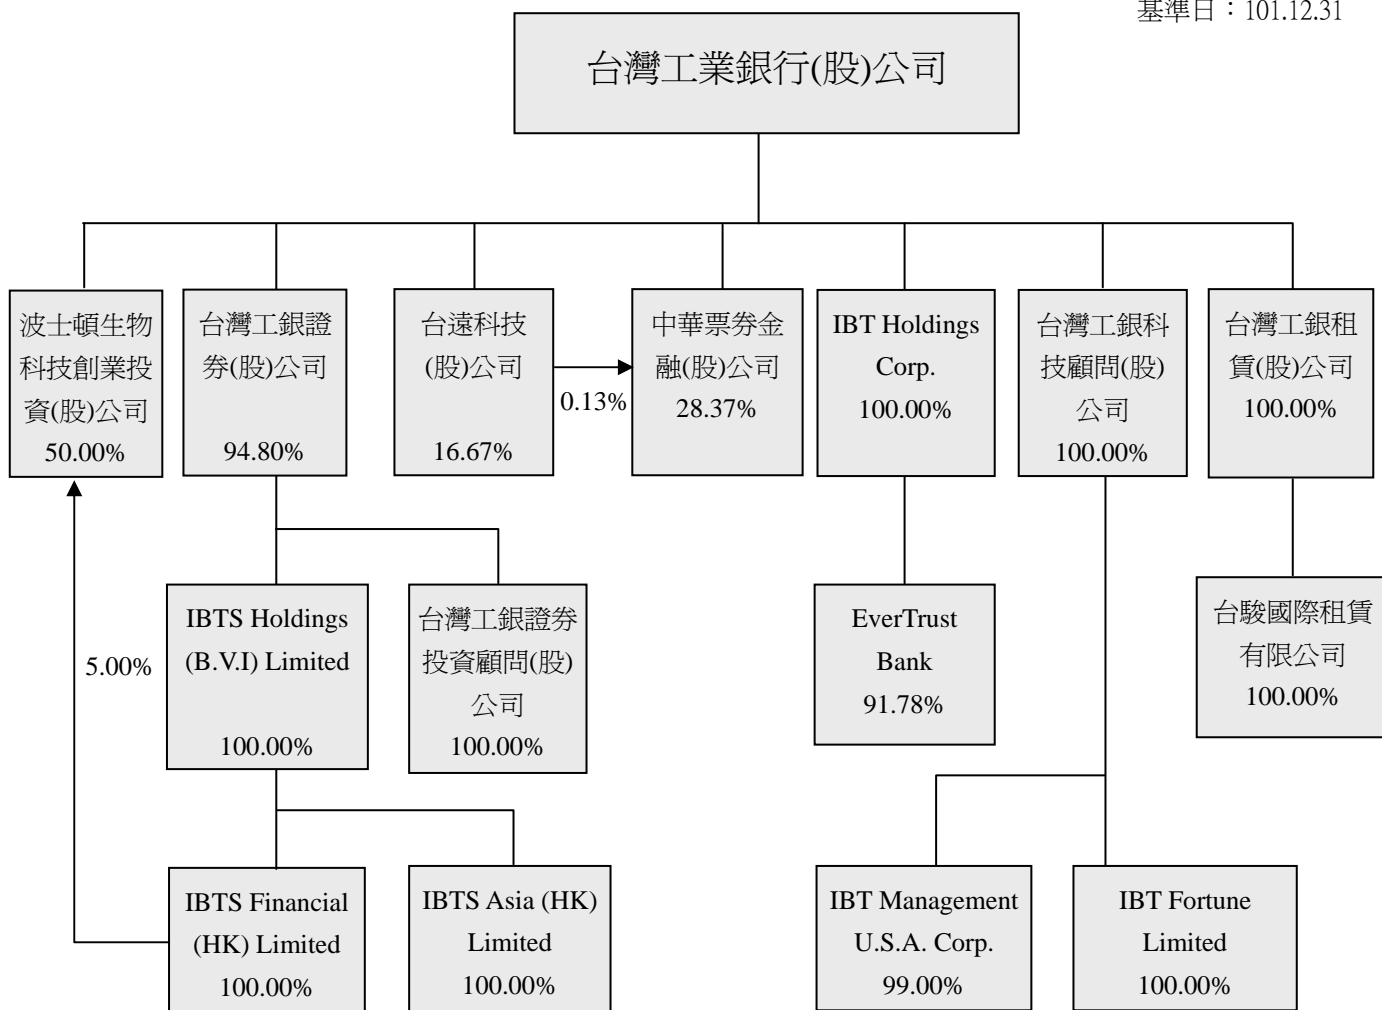 基準日：101.12.31
台灣工業銀行(股)公司
波士頓生物
科技創業投
資(股)公司
50.00%
台灣工銀證
券(股)公司
94.80%
台遠科技
(股)公司
16.67%
0.13%
中華票券金
融(股)公司
28.37%
IBT Holdings
Corp.
100.00%
台灣工銀科
技顧問(股)
公司
100.00%
台灣工銀租
賃(股)公司
100.00%
5.00%
IBTS Holdings
(B.V.I) Limited
100.00%
台灣工銀證券
投資顧問(股)
公司
100.00%
EverTrust
Bank
91.78%
台駿國際租賃
有限公司
100.00%
IBTS Financial
(HK) Limited
100.00%
IBTS Asia (HK)
Limited
100.00%
IBT Management
U.S.A. Corp.
99.00%
IBT Fortune
Limited
100.00%